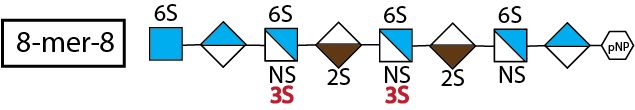 8-mer-8
6S 6S 6S 6S
pNP
NS 2S NS 2S NS
3S 3S